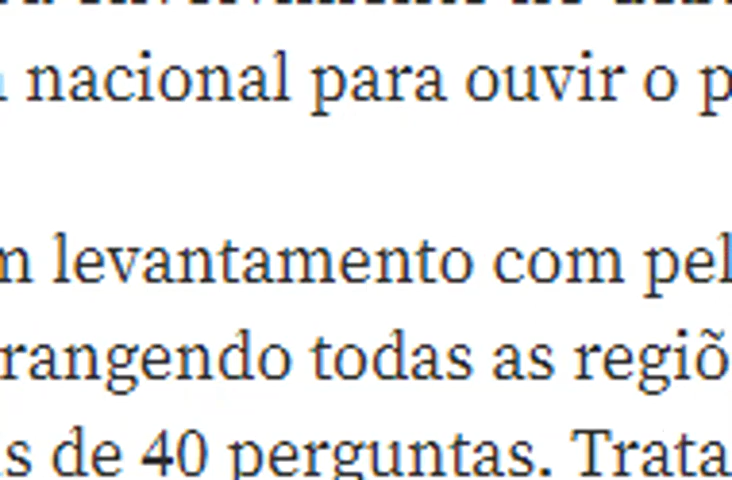 nacional para ouvir o p
m levantamento com pel
rangendo todas as regiõ
s de 40 perguntas. Trata